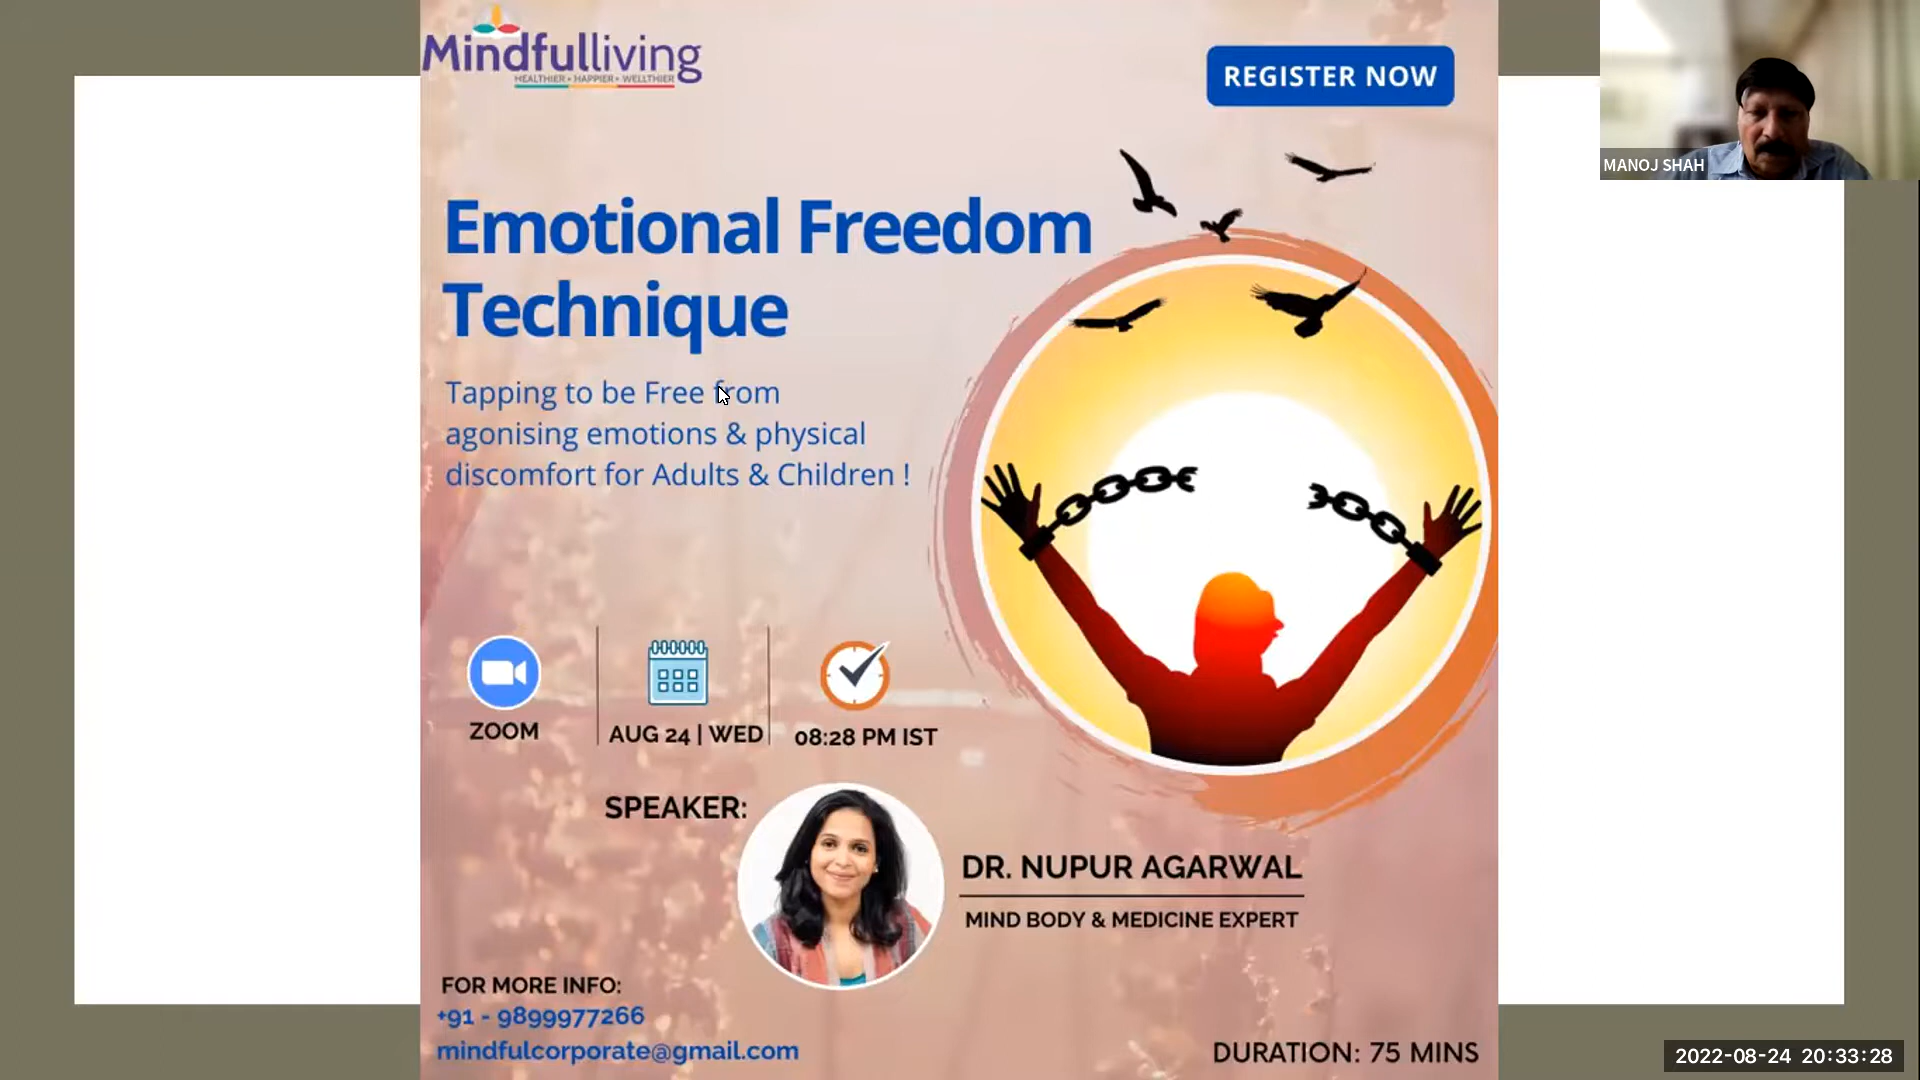 Mindfulliving
HEALTHIER • HAPPIER • WELLTHIER
REGISTER NOW
MANOJ SHAH
Emotional Freedom
Technique
Tapping to be Free from
agonising emotions & physical
discomfort for Adults & Children !
ZOOM
AUG 24 | WED
08:28 PM IST
SPEAKER:
DR. NUPUR AGARWAL
MIND BODY & MEDICINE EXPERT
FOR MORE INFO:
+91 - 9899977266
mindfulcorporate@gmail.com
DURATION: 75 MINS
2022-08-24 20:33:28